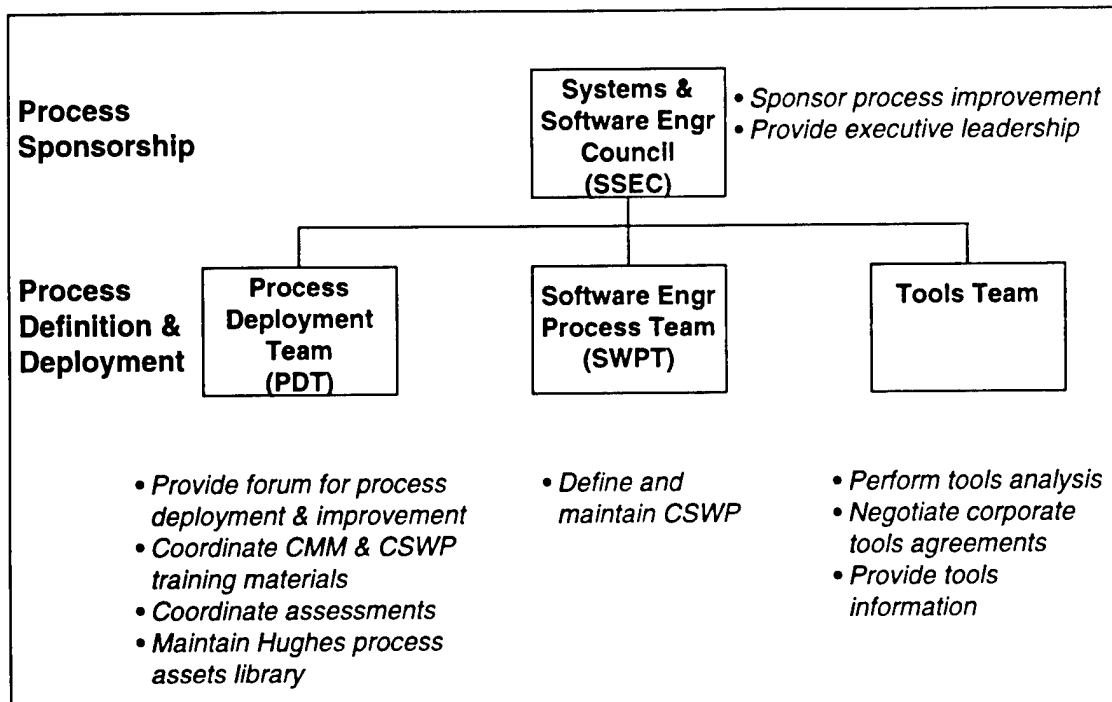 Process
Sponsorship
Systems &
Software Engr
Council
(SSEC)
• Sponsor process improvement
• Provide executive leadership
Process
Definition &
Deployment
Process
Deployment
Team
(PDT)
Software Engr
Process Team
(SWPT)
Tools Team
• Provide forum for process
deployment & improvement
• Coordinate CMM & CSWP
training materials
• Coordinate assessments
• Maintain Hughes process
assets library
• Define and
maintain CSWP
• Perform tools analysis
• Negotiate corporate
tools agreements
• Provide tools
information